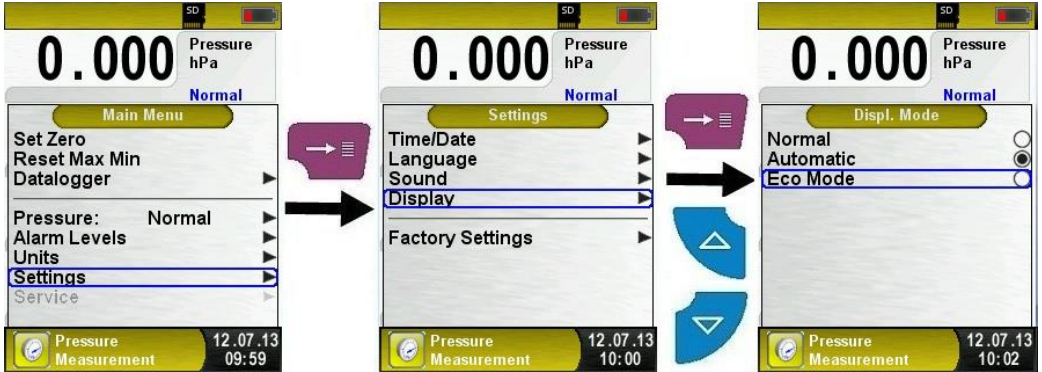 SD
0.000
Pressure
hPa
Normal
Main Menu
Set Zero
Reset Max Min
Datalogger
Pressure: Normal
Alarm Levels
Units
Settings
Service
Pressure
Measurement
12.07.13
09:59
SD
0.000
Pressure
hPa
Normal
Settings
Time/Date
Language
Sound
Display
Factory Settings
Pressure
Measurement
12.07.13
10:00
SD
0.000
Pressure
hPa
Normal
Displ. Mode
Normal
Automatic
Eco Mode
Pressure
Measurement
12.07.13
10:02